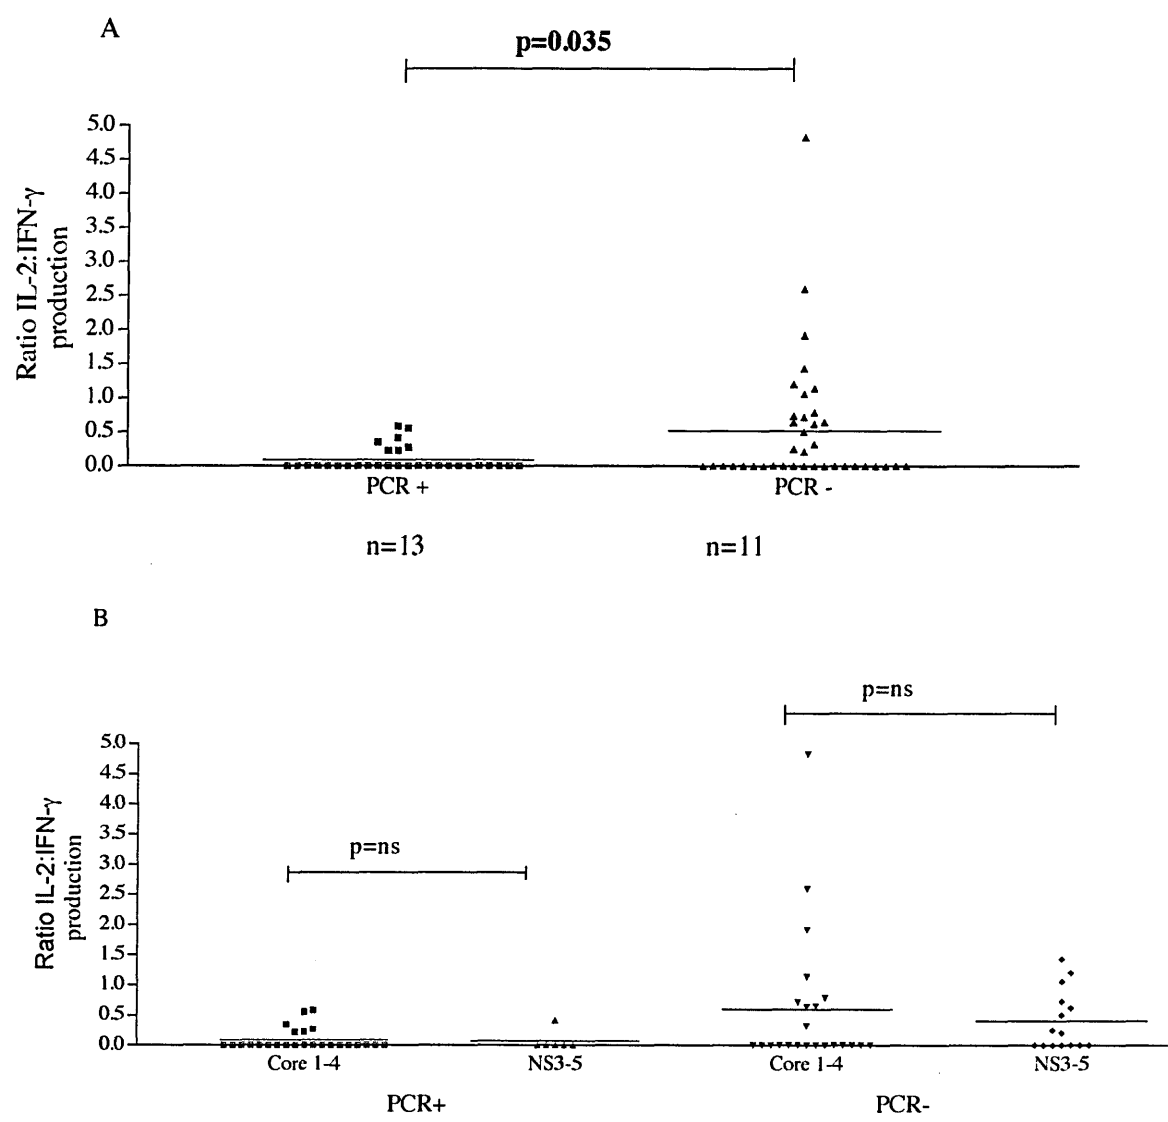 A
p=0.035
5.0
4.5
4.0
3.5
3.0
2.5
2.0
1.5
1.0
0.5
0.0
Ratio IL-2:IFN-γ
production
PCR + PCR -
n=13 n=11
B
p=ns
p=ns
5.0
4.5
4.0
3.5
3.0
2.5
2.0
1.5
1.0
0.5
0.0
Ratio IL-2:IFN-γ
production
Core 1-4 NS3-5 Core 1-4 NS3-5
PCR+ PCR-